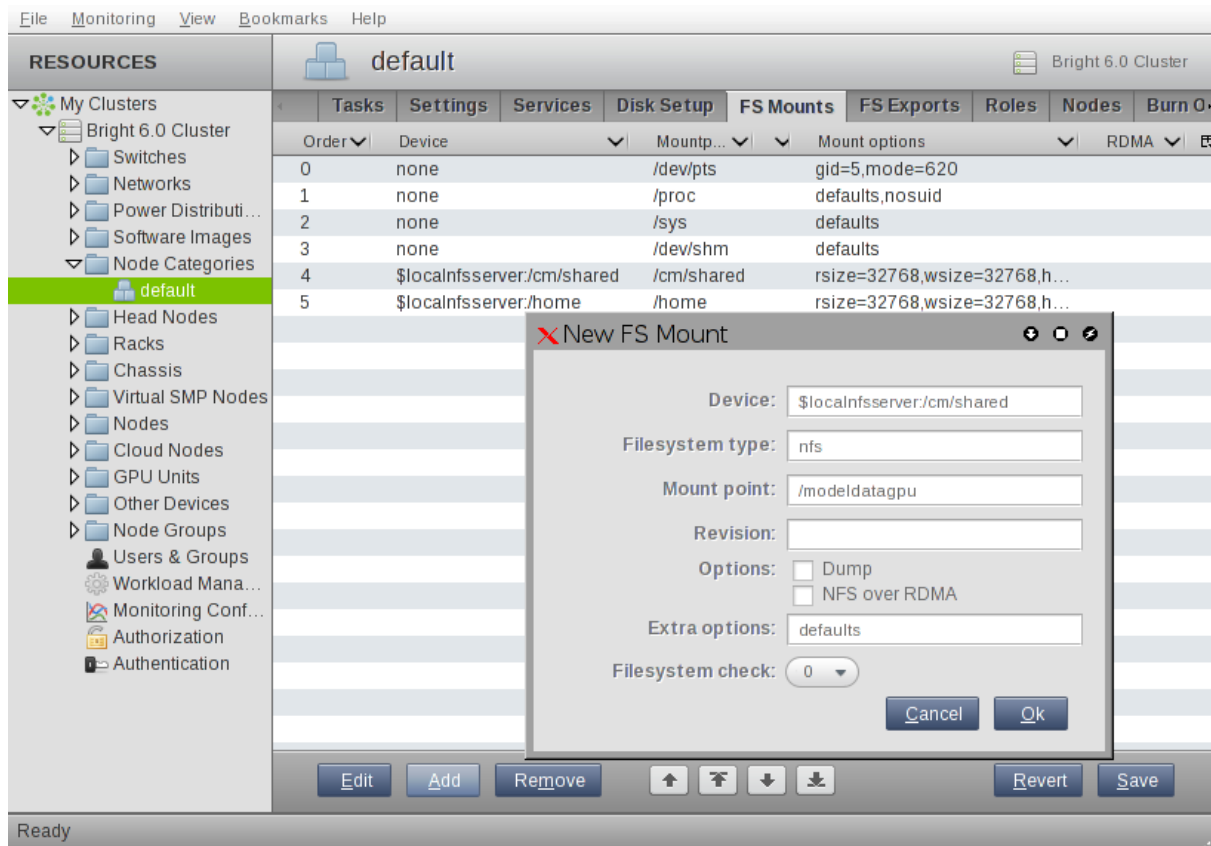 File Monitoring View Bookmarks Help
RESOURCES
default
Bright 6.0 Cluster
My Clusters
Bright 6.0 Cluster
Switches
Networks
Power Distributi...
Software Images
Node Categories
default
Head Nodes
Racks
Chassis
Virtual SMP Nodes
Nodes
Cloud Nodes
GPU Units
Other Devices
Node Groups
Users & Groups
Workload Mana...
Monitoring Conf...
Authorization
Authentication
Tasks Settings Services Disk Setup FS Mounts FS Exports Roles Nodes Burn
Order Device Mountp... Mount options RDMA
0 none /dev/pts gid=5,mode=620
1 none /proc defaults,nosuid
2 none /sys defaults
3 none /dev/shm defaults
4 $localnfsserver:/cm/shared /cm/shared rsize=32768,wsize=32768,h...
5 $localnfsserver:/home /home rsize=32768,wsize=32768,h...
New FS Mount
Device: $localnfsserver:/cm/shared
Filesystem type: nfs
Mount point: /modeldatagpu
Revision:
Options: Dump
NFS over RDMA
Extra options: defaults
Filesystem check: 0
Cancel Ok
Edit Add Remove Revert Save
Ready